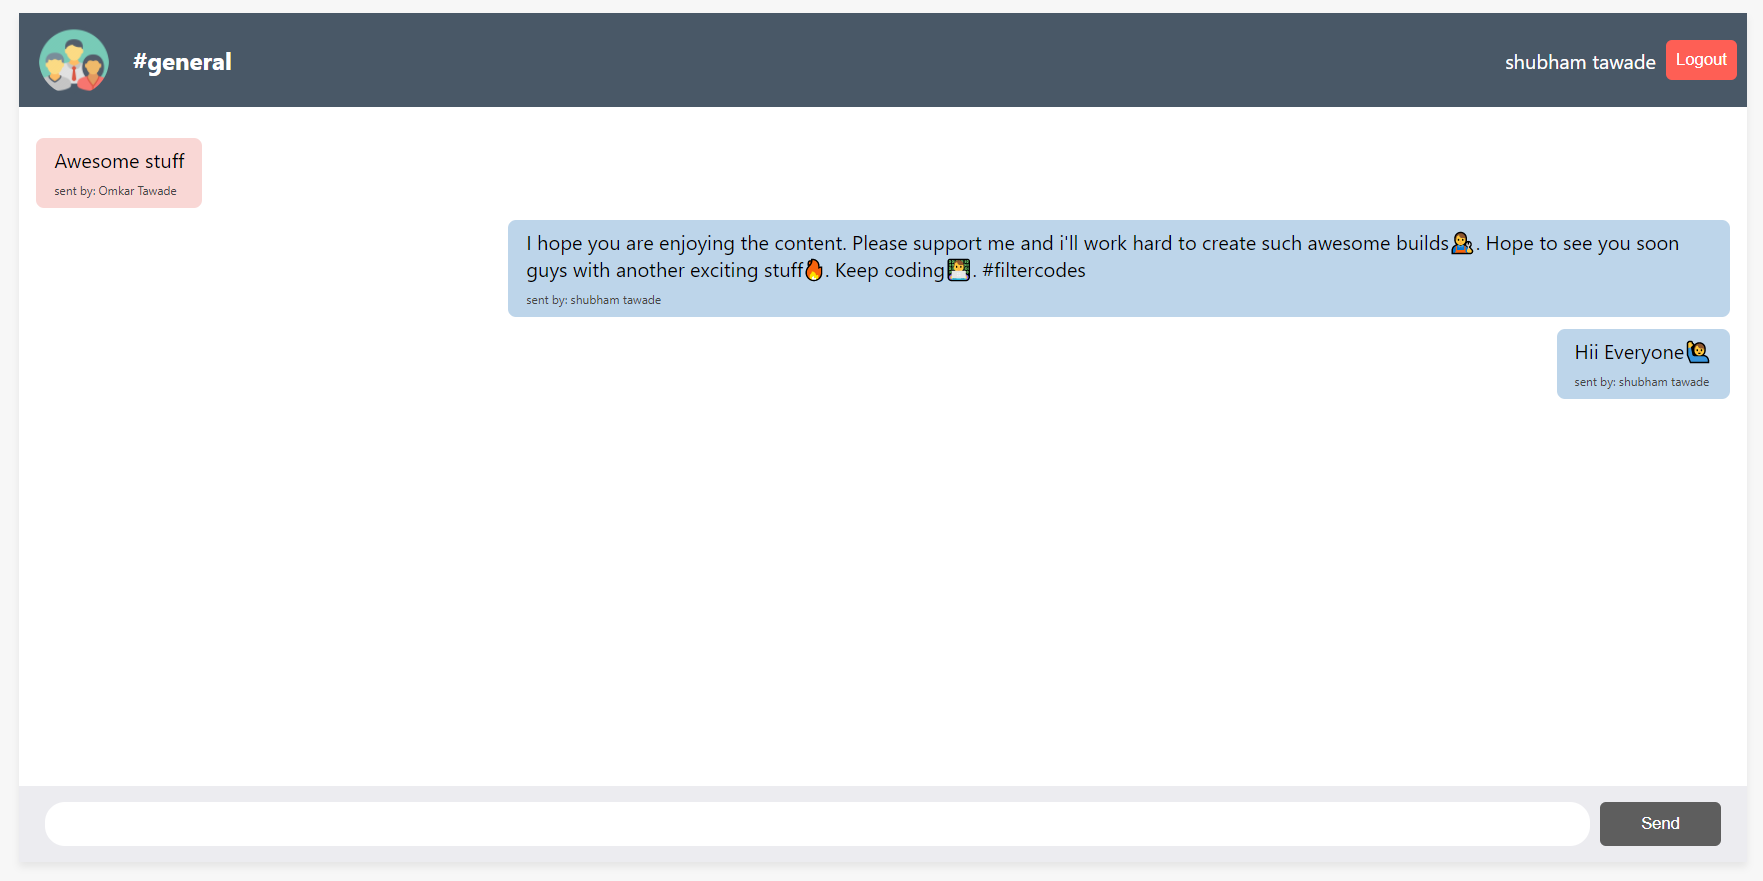 #general
shubham tawade
Logout
Awesome stuff
sent by: Omkar Tawade
I hope you are enjoying the content. Please support me and i'll work hard to create such awesome builds👩‍🎤. Hope to see you soon
guys with another exciting stuff🔥. Keep coding👨‍💻. #filtercodes
sent by: shubham tawade
Hii Everyone🙋‍♂️
sent by: shubham tawade
Send